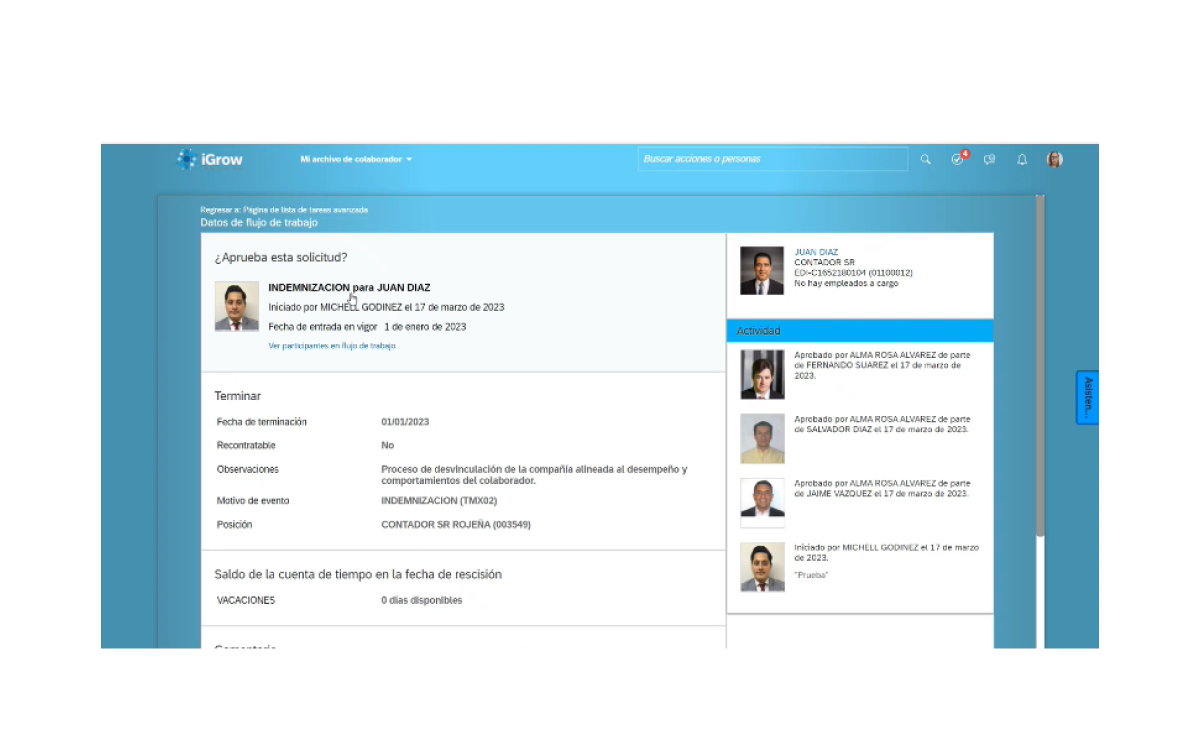 iGrow
Mi archivo de colaborador
Buscar acciones o personas
4
Regresar a: Página de lista de tareas avanzada
Datos de flujo de trabajo
¿Aprueba esta solicitud?
INDEMNIZACION para JUAN DIAZ
Iniciado por MICHELL GODINEZ el 17 de marzo de 2023
Fecha de entrada en vigor 1 de enero de 2023
Ver participantes en flujo de trabajo
Terminar
Fecha de terminación 01/01/2023
Recontratable No
Observaciones Proceso de desvinculación de la compañía alineada al desempeño y
comportamientos del colaborador.
Motivo de evento INDEMNIZACION (TMX02)
Posición CONTADOR SR ROJEÑA (003549)
Saldo de la cuenta de tiempo en la fecha de rescisión
VACACIONES 0 días disponibles
JUAN DIAZ
CONTADOR SR
EDI-C1652180104 (01100012)
No hay empleados a cargo
Actividad
Aprobado por ALMA ROSA ALVAREZ de parte
de FERNANDO SUAREZ el 17 de marzo de
2023.
Aprobado por ALMA ROSA ALVAREZ de parte
de SALVADOR DIAZ el 17 de marzo de 2023.
Aprobado por ALMA ROSA ALVAREZ de parte
de JAIME VAZQUEZ el 17 de marzo de 2023.
Iniciado por MICHELL GODINEZ el 17 de marzo
de 2023.
"Prueba"
Asisten...